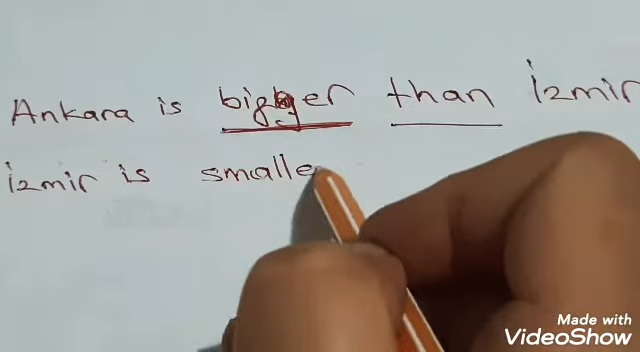 Ankara is bigger than İzmir
İzmir is smalle
Made with
VideoShow